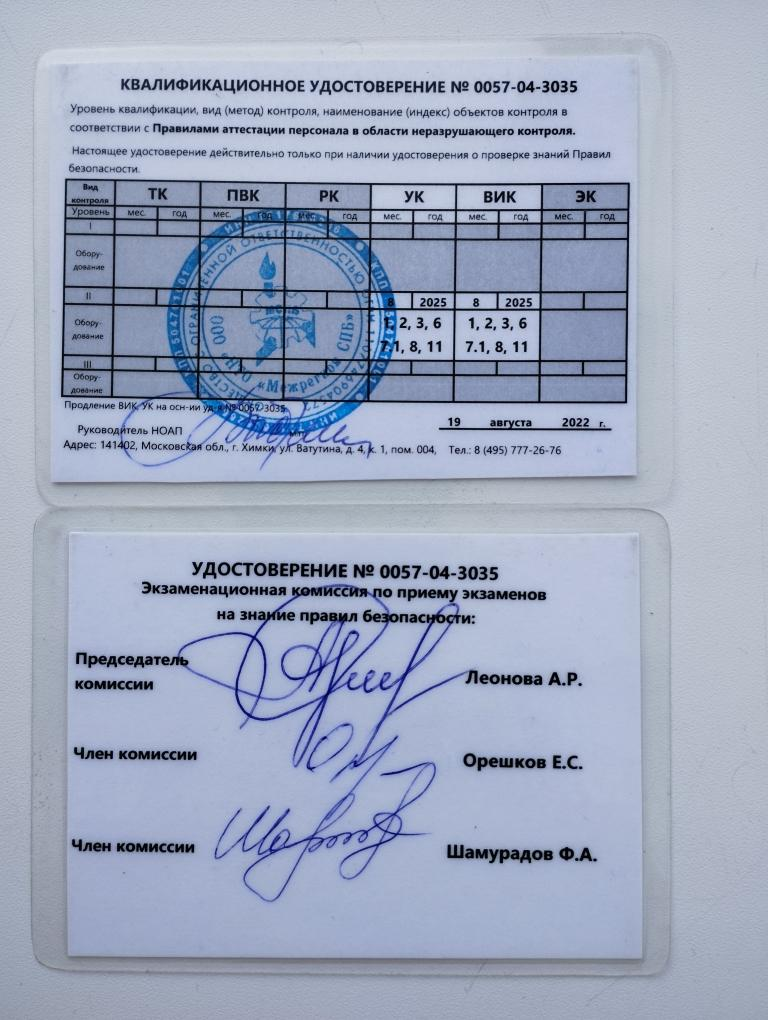 КВАЛИФИКАЦИОННОЕ УДОСТОВЕРЕНИЕ № 0057-04-3035
Уровень квалификации, вид (метод) контроля, наименование (индекс) объектов контроля в
соответствии с Правилами аттестации персонала в области неразрушающего контроля.
Настоящее удостоверение действительно только при наличии удостоверения о проверке знаний Правил
безопасности.
Вид контроля ТК ПВК РК УК ВИК ЭК
Уровень мес. год мес. год мес. год мес. год мес. год мес. год
I
Обору-
дование
II 8 2025 8 2025
Обору- 1, 2, 3, 6 1, 2, 3, 6
дование 7.1, 8, 11 7.1, 8, 11
III
Обору-
дование
ООО «НТО «Межрегион СПБ»
Продление ВИК, УК на осн-ии уд-я № 0057-3035
Руководитель НОАП 19 августа 2022 г.
Адрес: 141402, Московская обл., г. Химки, ул. Ватутина, д. 4, к. 1, пом. 004, Тел.: 8 (495) 777-26-76
УДОСТОВЕРЕНИЕ № 0057-04-3035
Экзаменационная комиссия по приему экзаменов
на знание правил безопасности:
Председатель
комиссии Леонова А.Р.
Член комиссии Орешков Е.С.
Член комиссии Шамурадов Ф.А.